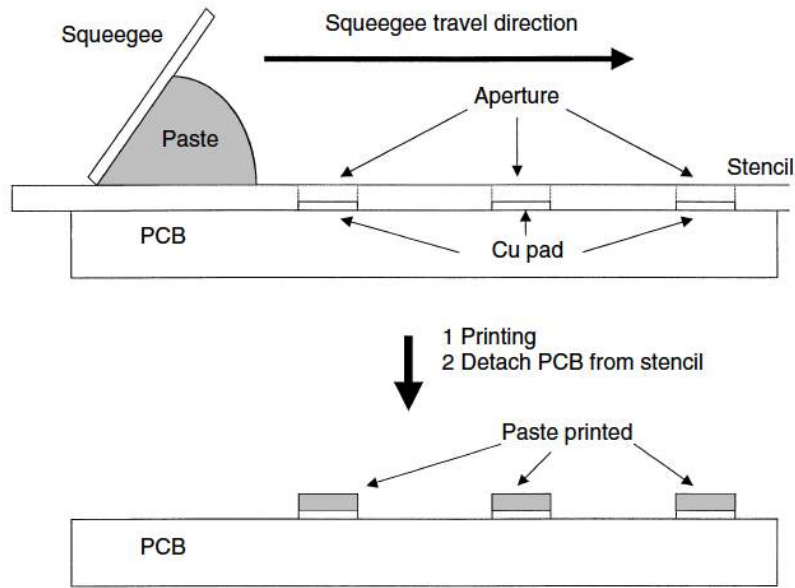 Squeegee
Squeegee travel direction
Aperture
Paste
Stencil
PCB
Cu pad
1 Printing
2 Detach PCB from stencil
Paste printed
PCB